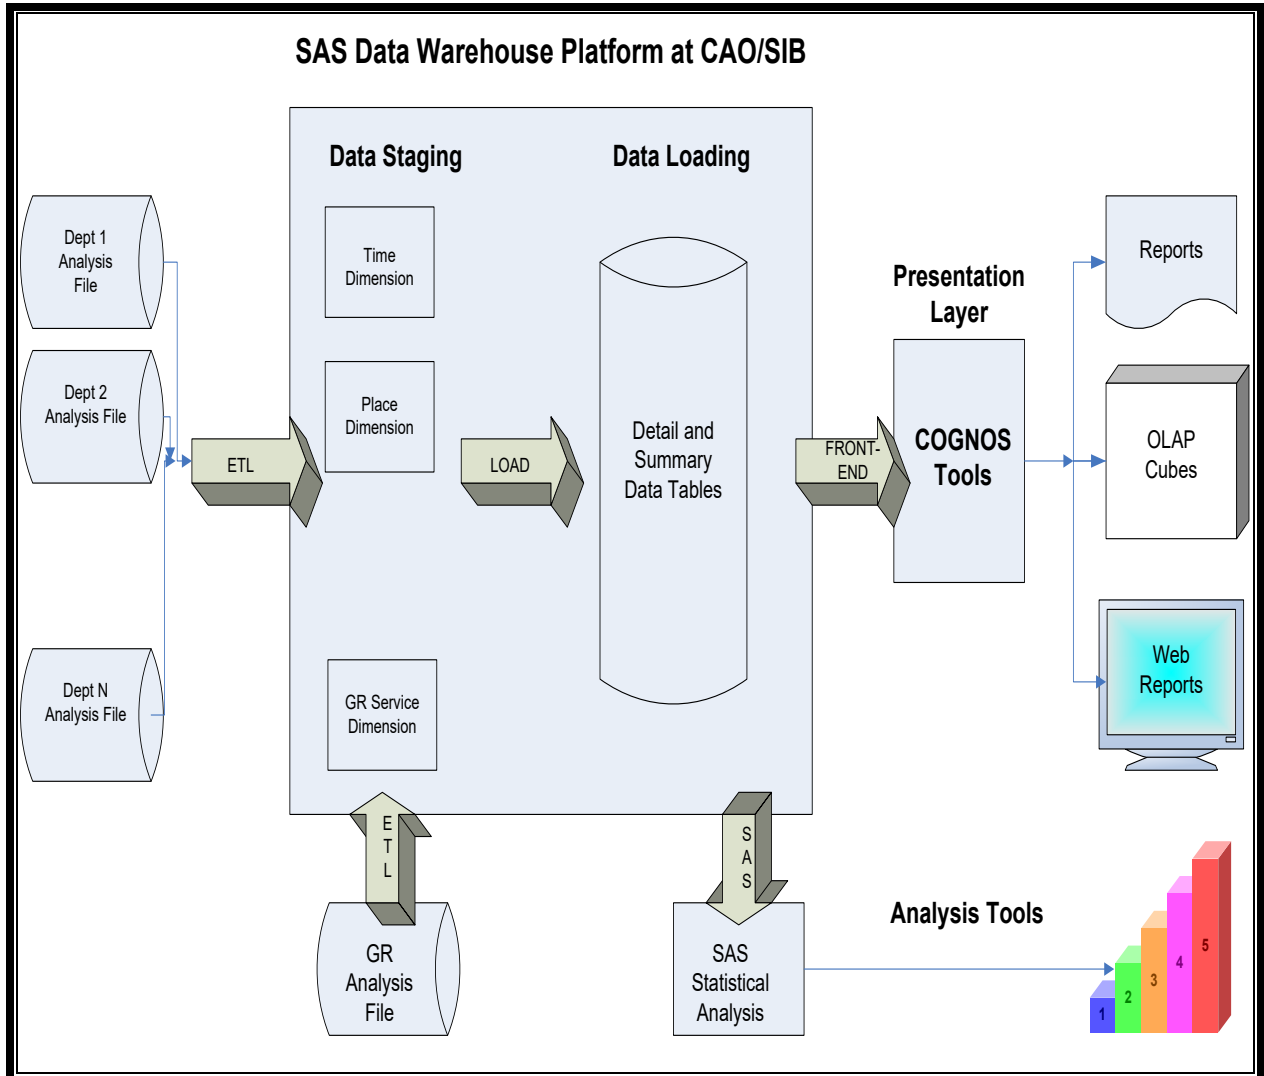 SAS Data Warehouse Platform at CAO/SIB
Data Staging
Data Loading
Dept 1
Analysis
File
Dept 2
Analysis File
Dept N
Analysis File
ETL
Time
Dimension
Place
Dimension
GR Service
Dimension
LOAD
Detail and
Summary
Data Tables
FRONT-
END
Presentation
Layer
COGNOS
Tools
Reports
OLAP
Cubes
Web
Reports
E
T
L
GR
Analysis
File
S
A
S
SAS
Statistical
Analysis
Analysis Tools
1
2
3
4
5